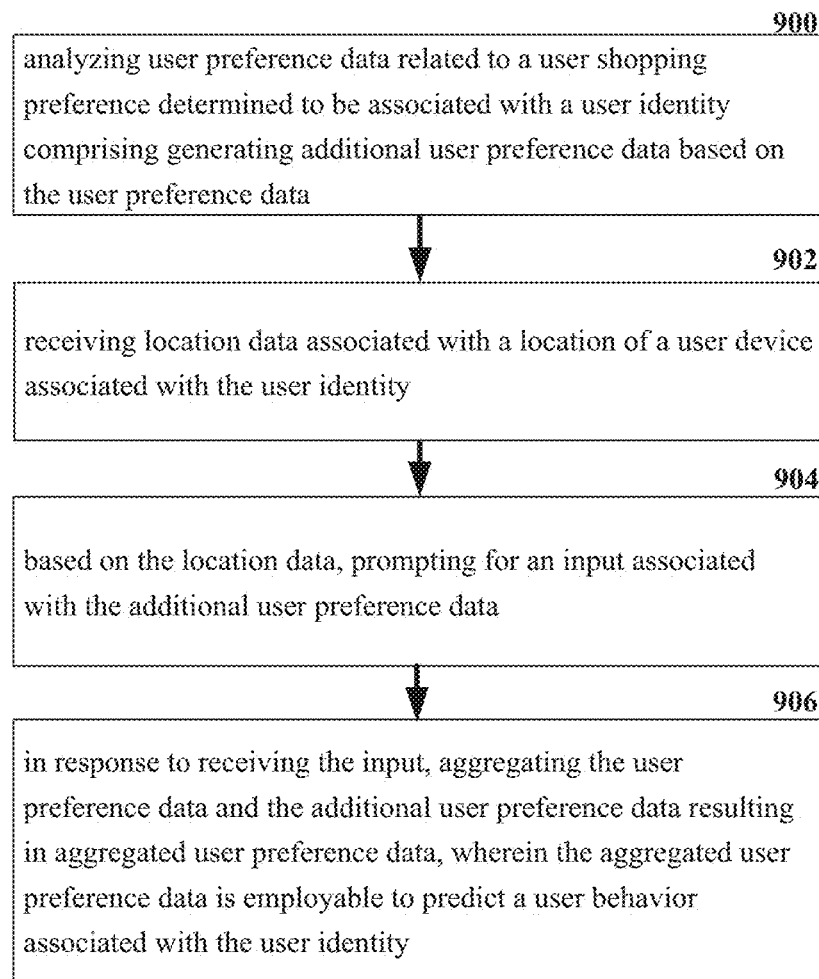 900
analyzing user preference data related to a user shopping
preference determined to be associated with a user identity
comprising generating additional user preference data based on
the user preference data
902
receiving location data associated with a location of a user device
associated with the user identity
904
based on the location data, prompting for an input associated
with the additional user preference data
906
in response to receiving the input, aggregating the user
preference data and the additional user preference data resulting
in aggregated user preference data, wherein the aggregated user
preference data is employable to predict a user behavior
associated with the user identity